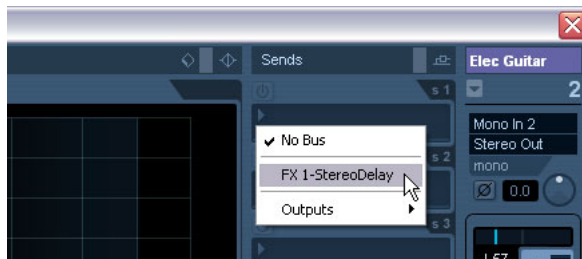 Sends
Elec Guitar
s 1
2
No Bus
Mono In 2
Stereo Out
s 2
mono
FX 1-StereoDelay
0.0
Outputs
s 3